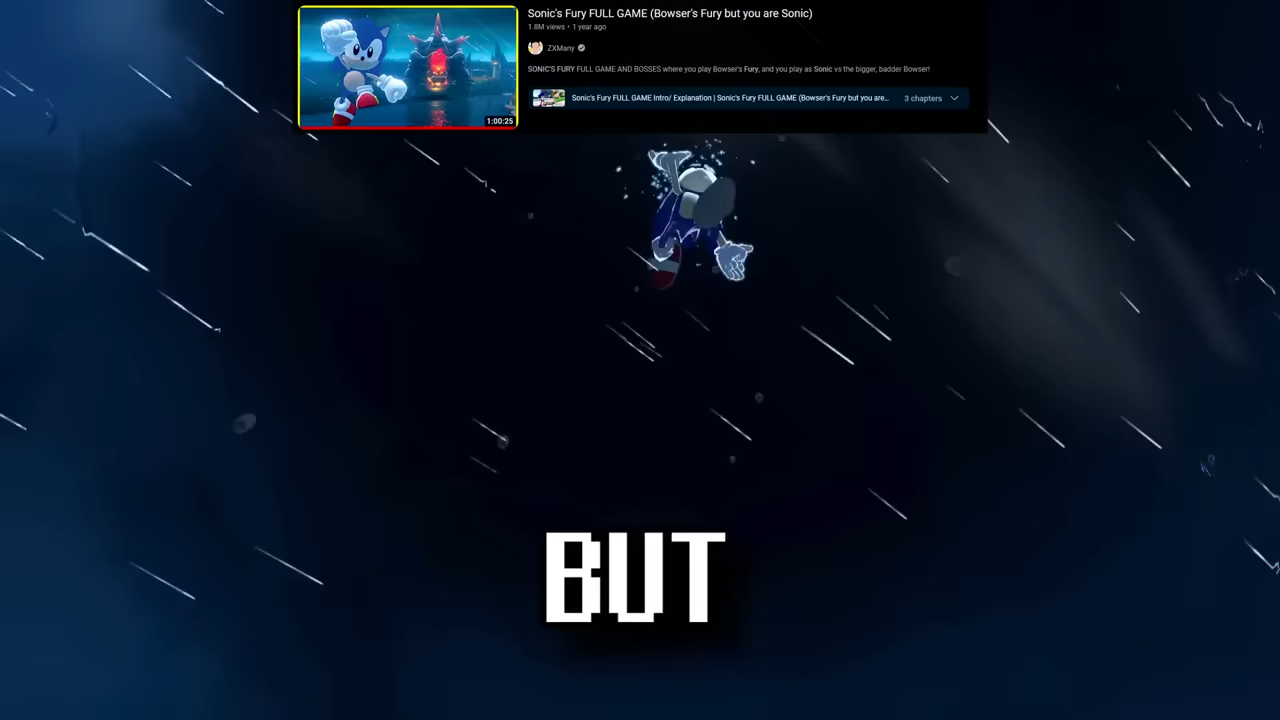 Sonic's Fury FULL GAME (Bowser's Fury but you are Sonic)
1.8M views • 1 year ago
ZXMany
SONIC'S FURY FULL GAME AND BOSSES where you play Bowser's Fury, and you play as Sonic vs the bigger, badder Bowser!
Sonic's Fury FULL GAME Intro/ Explanation | Sonic's Fury FULL GAME (Bowser's Fury but you are... 3 chapters
1:00:25
BUT